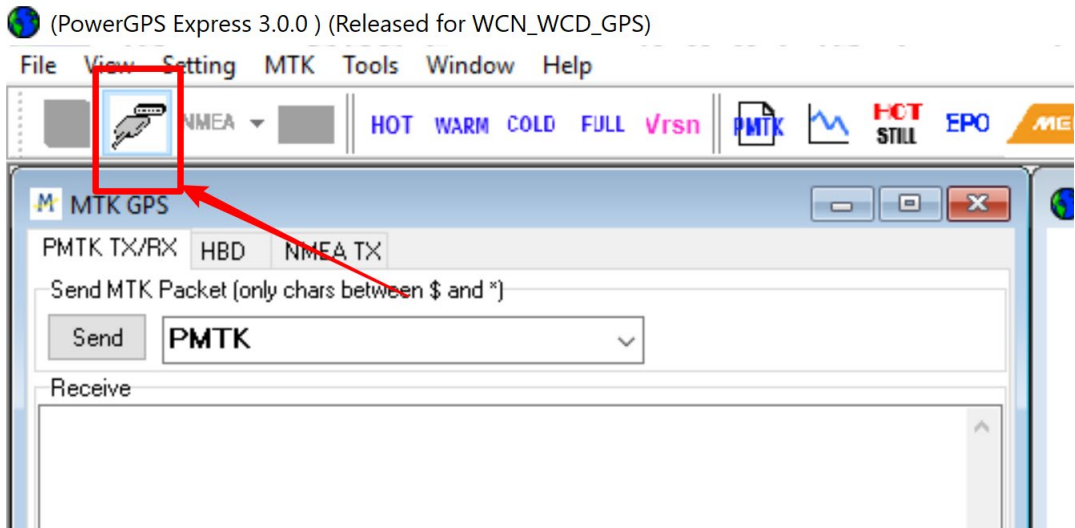 (PowerGPS Express 3.0.0 ) (Released for WCN_WCD_GPS)
File View Setting MTK Tools Window Help
NMEA HOT WARM COLD FULL Vrsn PMTK HOT STILL EPO
MTK GPS
PMTK TX/RX HBD NMEA TX
Send MTK Packet (only chars between $ and *)
Send PMTK
Receive